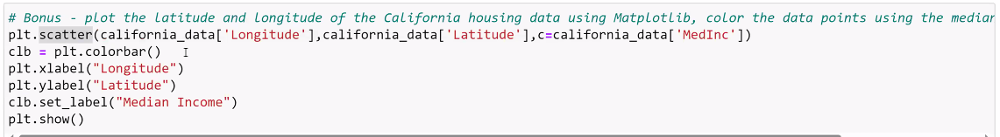 # Bonus - plot the latitude and longitude of the California housing data using Matplotlib, color the data points using the median
plt.scatter(california_data['Longitude'],california_data['Latitude'],c=california_data['MedInc'])
clb = plt.colorbar()
plt.xlabel("Longitude")
plt.ylabel("Latitude")
clb.set_label("Median Income")
plt.show()